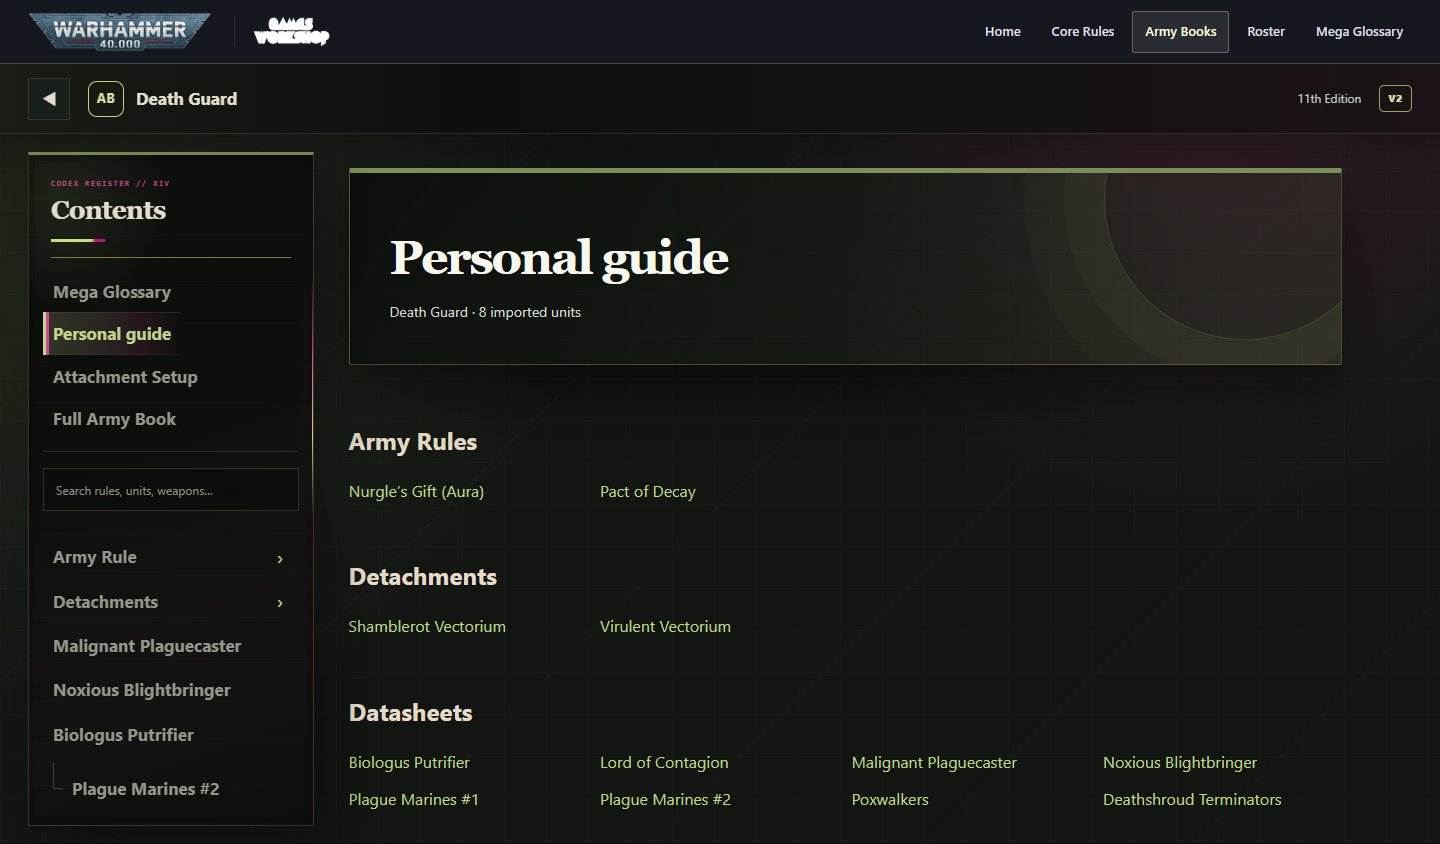 WARHAMMER
40,000
GAMES
WORKSHOP
Home
Core Rules
Army Books
Roster
Mega Glossary
◀
AB
Death Guard
11th Edition
V2
CODEX REGISTER // XIV
Contents
Mega Glossary
Personal guide
Attachment Setup
Full Army Book
Search rules, units, weapons...
Army Rule ›
Detachments ›
Malignant Plaguecaster
Noxious Blightbringer
Biologus Putrifier
Plague Marines #2
Personal guide
Death Guard · 8 imported units
Army Rules
Nurgle’s Gift (Aura)
Pact of Decay
Detachments
Shamblerot Vectorium
Virulent Vectorium
Datasheets
Biologus Putrifier
Lord of Contagion
Malignant Plaguecaster
Noxious Blightbringer
Plague Marines #1
Plague Marines #2
Poxwalkers
Deathshroud Terminators